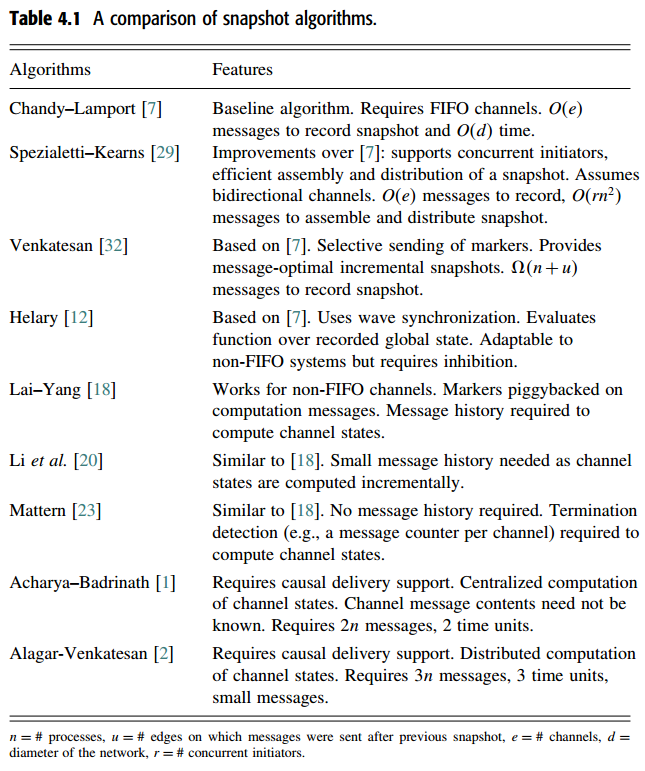 Table 4.1 A comparison of snapshot algorithms.
Algorithms Features
Chandy–Lamport [7] Baseline algorithm. Requires FIFO channels. O(e)
messages to record snapshot and O(d) time.
Spezialetti–Kearns [29] Improvements over [7]: supports concurrent initiators,
efficient assembly and distribution of a snapshot. Assumes
bidirectional channels. O(e) messages to record, O(rn²)
messages to assemble and distribute snapshot.
Venkatesan [32] Based on [7]. Selective sending of markers. Provides
message-optimal incremental snapshots. Ω(n + u)
messages to record snapshot.
Helary [12] Based on [7]. Uses wave synchronization. Evaluates
function over recorded global state. Adaptable to
non-FIFO systems but requires inhibition.
Lai–Yang [18] Works for non-FIFO channels. Markers piggybacked on
computation messages. Message history required to
compute channel states.
Li et al. [20] Similar to [18]. Small message history needed as channel
states are computed incrementally.
Mattern [23] Similar to [18]. No message history required. Termination
detection (e.g., a message counter per channel) required to
compute channel states.
Acharya–Badrinath [1] Requires causal delivery support. Centralized computation
of channel states. Channel message contents need not be
known. Requires 2n messages, 2 time units.
Alagar-Venkatesan [2] Requires causal delivery support. Distributed computation
of channel states. Requires 3n messages, 3 time units,
small messages.
n = # processes, u = # edges on which messages were sent after previous snapshot, e = # channels, d =
diameter of the network, r = # concurrent initiators.